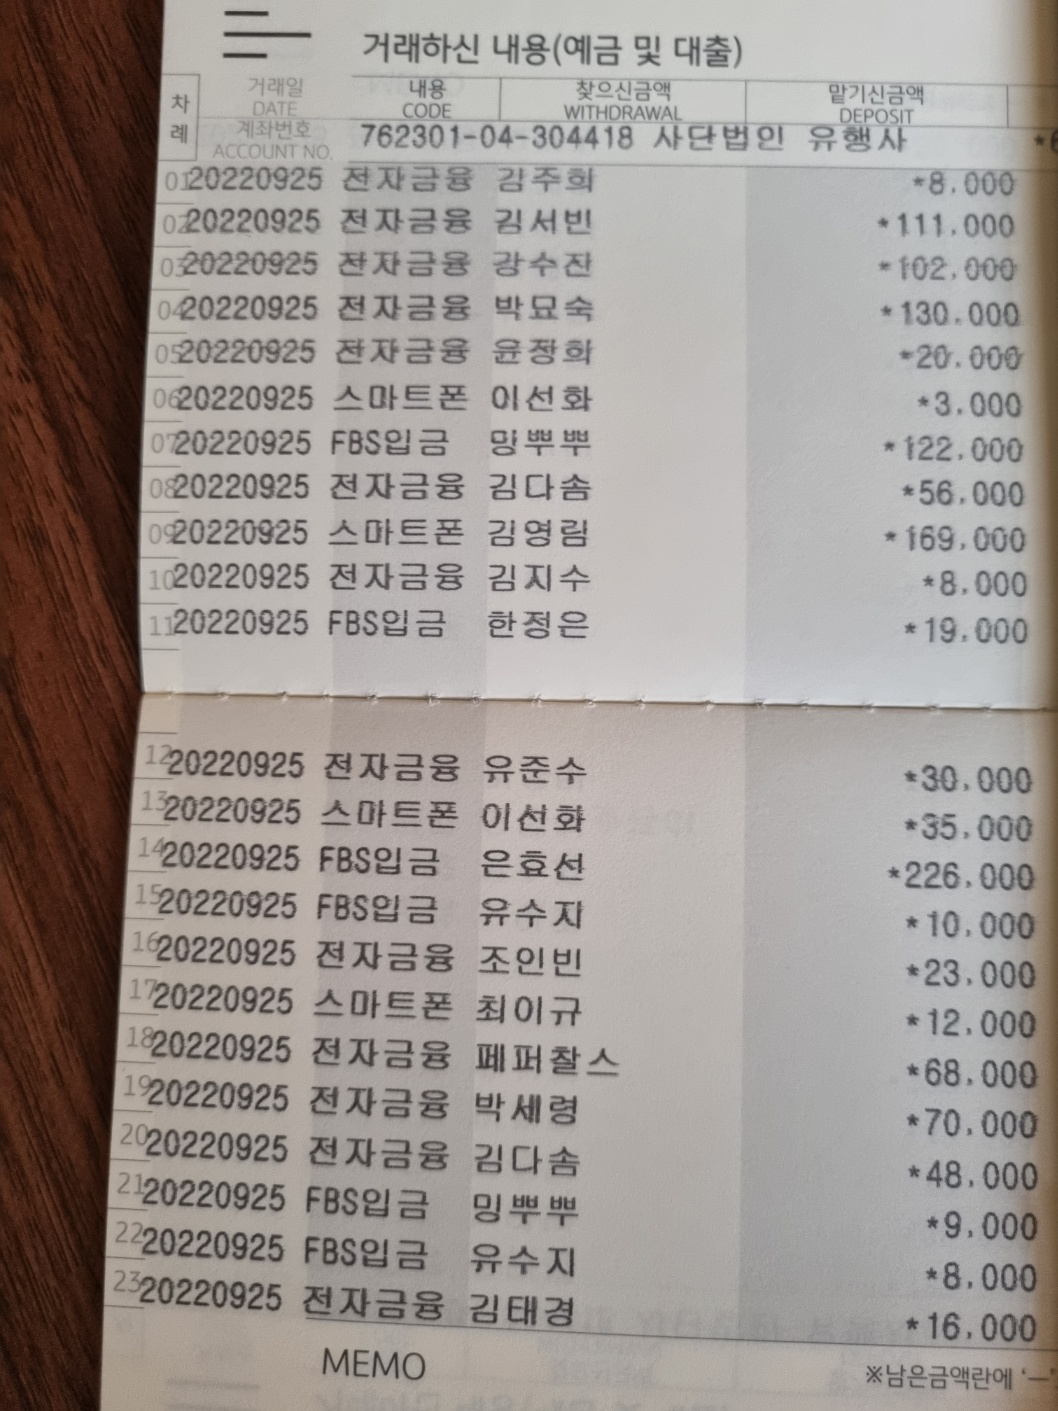 거래하신 내용(예금 및 대출)
차례 거래일 DATE 내용 CODE 찾으신금액 WITHDRAWAL 맡기신금액 DEPOSIT
계좌번호 ACCOUNT NO. 762301-04-304418 사단법인 유행사
01 20220925 전자금융 김주희 *8,000
02 20220925 전자금융 김서빈 *111,000
03 20220925 전자금융 강수진 *102,000
04 20220925 전자금융 박묘숙 *130,000
05 20220925 전자금융 윤정희 *20,000
06 20220925 스마트폰 이선화 *3,000
07 20220925 FBS입금 밍뿌뿌 *122,000
08 20220925 전자금융 김다솜 *56,000
09 20220925 스마트폰 김영림 *169,000
10 20220925 전자금융 김지수 *8,000
11 20220925 FBS입금 한정은 *19,000
12 20220925 전자금융 유준수 *30,000
13 20220925 스마트폰 이선화 *35,000
14 20220925 FBS입금 은효선 *226,000
15 20220925 FBS입금 유수지 *10,000
16 20220925 전자금융 조인빈 *23,000
17 20220925 스마트폰 최이규 *12,000
18 20220925 전자금융 페퍼찰스 *68,000
19 20220925 전자금융 박세령 *70,000
20 20220925 전자금융 김다솜 *48,000
21 20220925 FBS입금 밍뿌뿌 *9,000
22 20220925 FBS입금 유수지 *8,000
23 20220925 전자금융 김태경 *16,000
MEMO ※남은금액란에 '—'